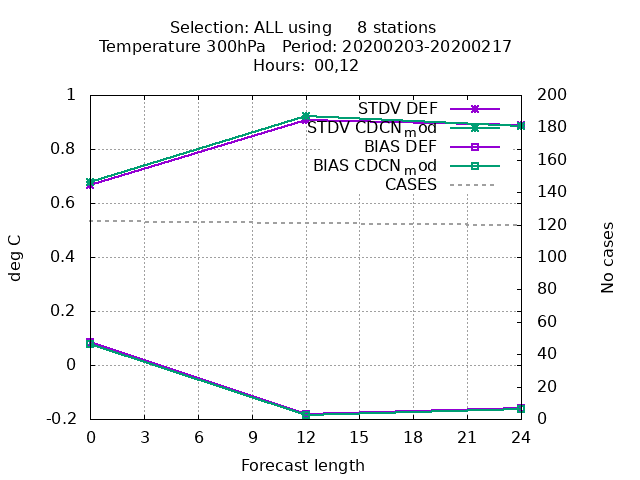 Selection: ALL using 8 stations
Temperature 300hPa Period: 20200203-20200217
Hours: 00,12
1
0.8
0.6
0.4
0.2
0
-0.2
deg C
STDV DEF
STDV CDCNmod
BIAS DEF
BIAS CDCNmod
CASES
200
180
160
140
120
100
80
60
40
20
0
No cases
0 3 6 9 12 15 18 21 24
Forecast length